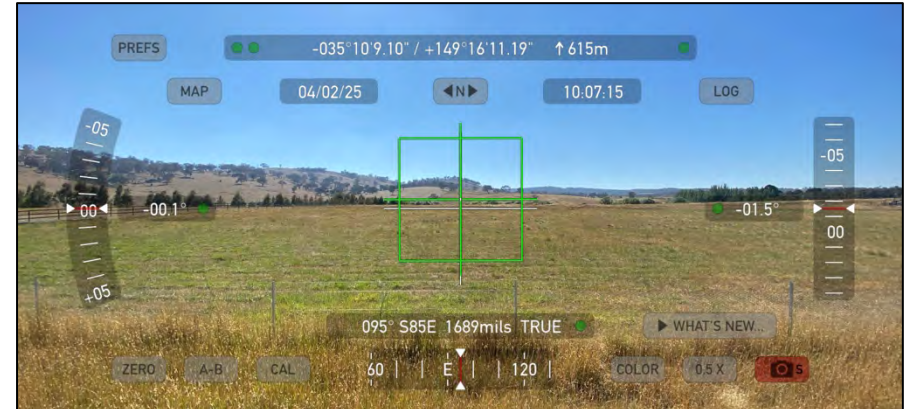 PREFS -035°10'9.10" / +149°16'11.19" ↑ 615m
MAP 04/02/25 ◀N▶ 10:07:15 LOG
-05
-05
00 -00.1° -01.5°
00
+05
095° S85E 1689mils TRUE ▶ WHAT'S NEW...
ZERO A-B CAL 60 E 120 COLOR 0.5 X S